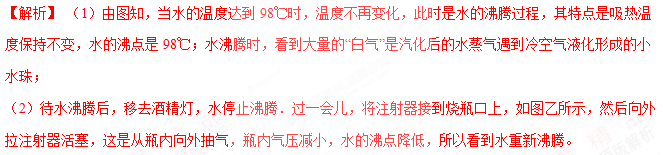 【解析】（1）由图知，当水的温度达到 98℃时，温度不再变化，此时是水的沸腾过程，其特点是吸热温
度保持不变，水的沸点是 98℃；水沸腾时，看到大量的“白气”是汽化后的水蒸气遇到冷空气液化形成的小
水珠；
（2）待水沸腾后，移去酒精灯，水停止沸腾．过一会儿，将注射器接到烧瓶口上，如图乙所示，然后向外
拉注射器活塞，这是从瓶内向外抽气，瓶内气压减小，水的沸点降低，所以看到水重新沸腾。